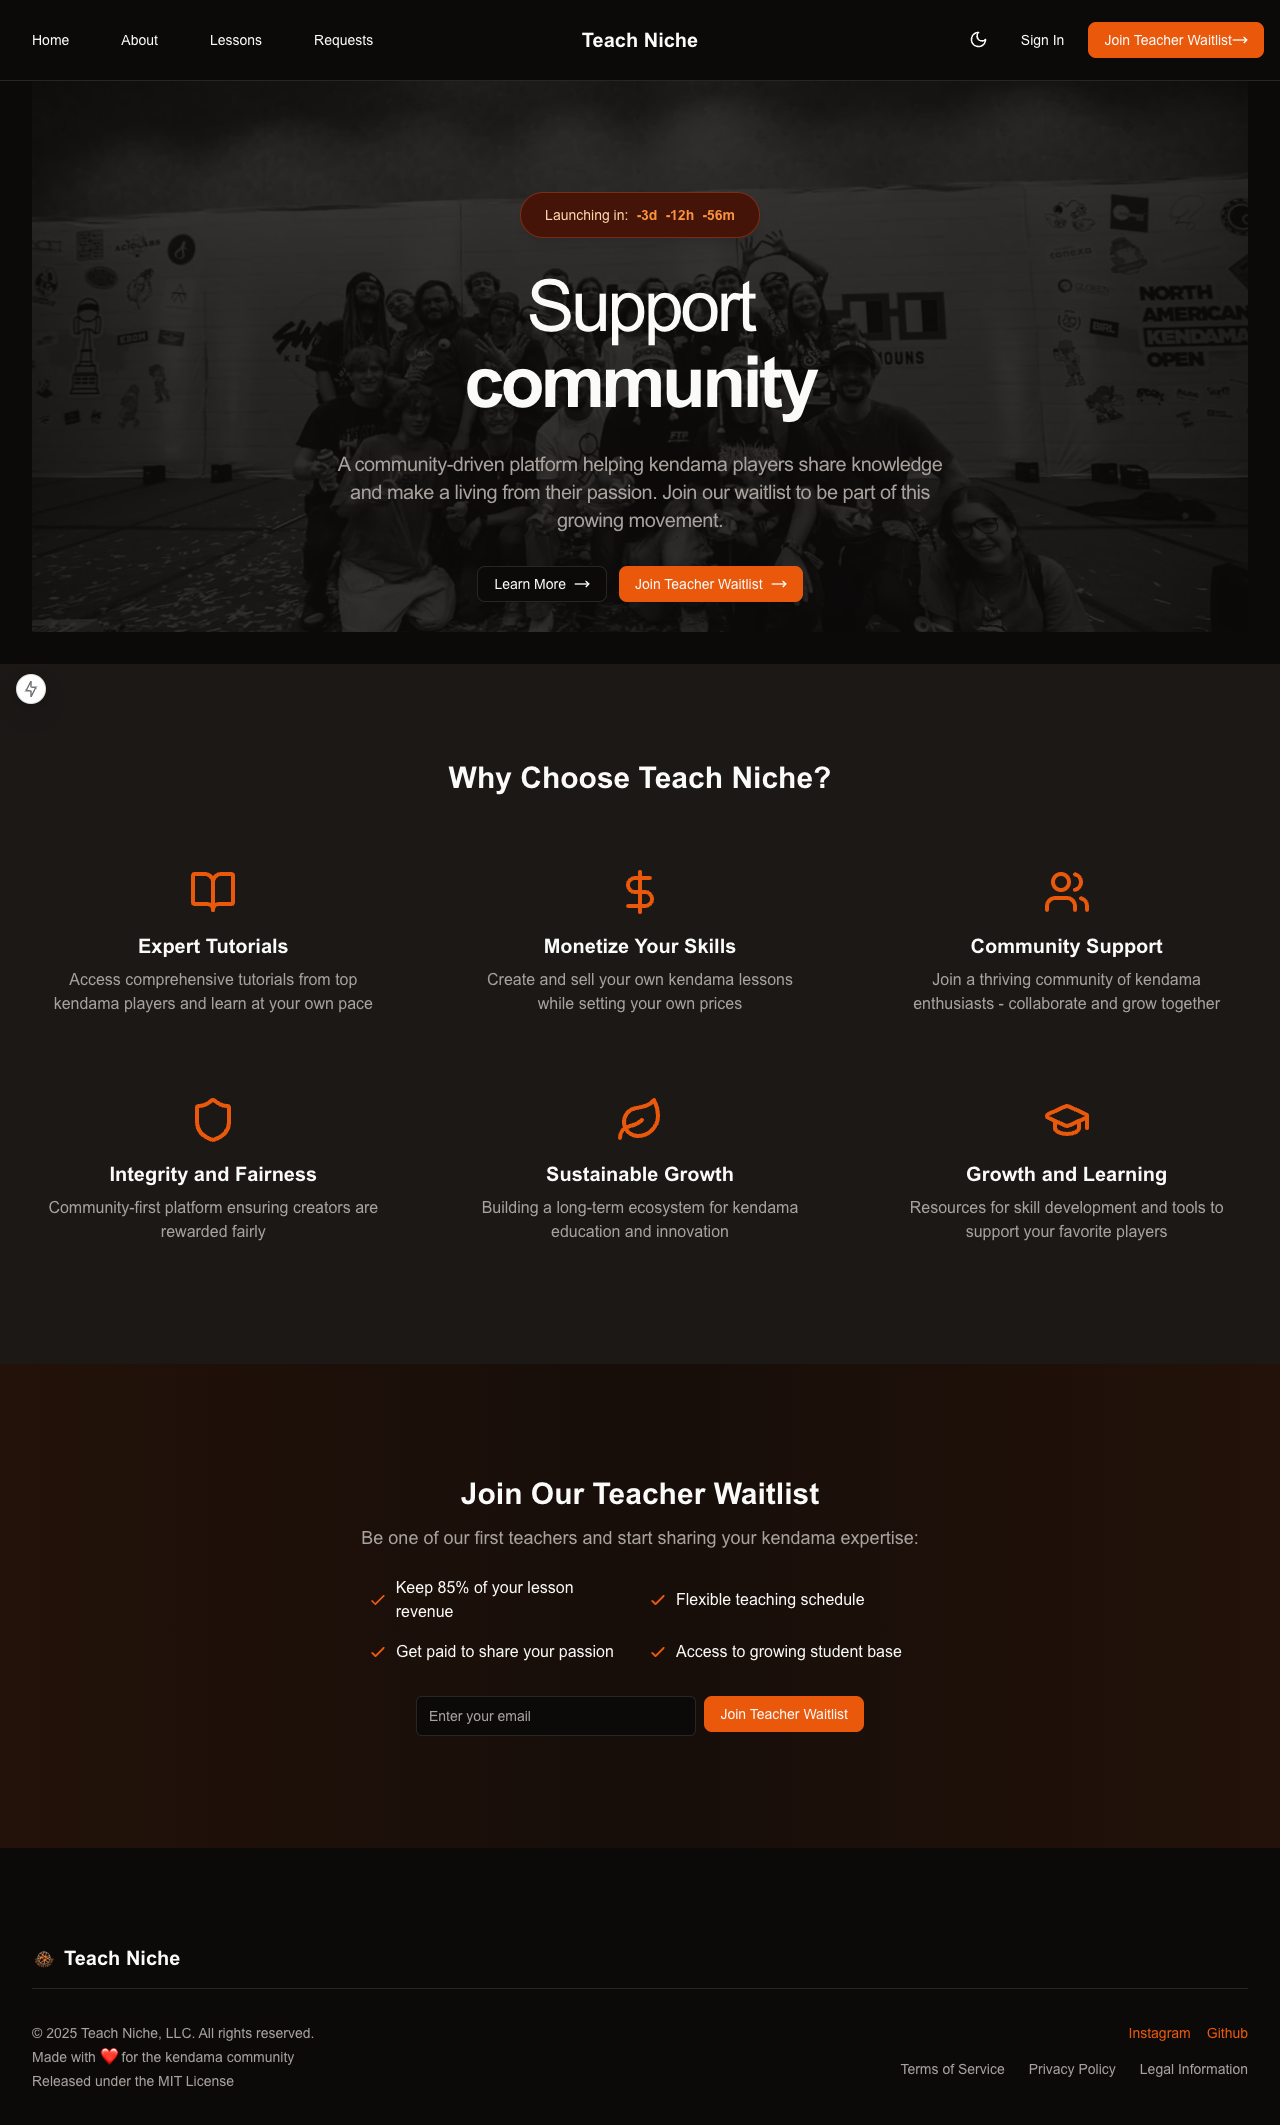 Home About Lessons Requests Teach Niche Sign In Join Teacher Waitlist
Launching in: -3d -12h -56m
Support
community
NORTH
AMERICAN
KENDAMA
OPEN
FTP
A community-driven platform helping kendama players share knowledge
and make a living from their passion. Join our waitlist to be part of this
growing movement.
Learn More Join Teacher Waitlist
Why Choose Teach Niche?
Expert Tutorials
Access comprehensive tutorials from top
kendama players and learn at your own pace
Monetize Your Skills
Create and sell your own kendama lessons
while setting your own prices
Community Support
Join a thriving community of kendama
enthusiasts - collaborate and grow together
Integrity and Fairness
Community-first platform ensuring creators are
rewarded fairly
Sustainable Growth
Building a long-term ecosystem for kendama
education and innovation
Growth and Learning
Resources for skill development and tools to
support your favorite players
Join Our Teacher Waitlist
Be one of our first teachers and start sharing your kendama expertise:
Keep 85% of your lesson
revenue
Flexible teaching schedule
Get paid to share your passion
Access to growing student base
Enter your email
Join Teacher Waitlist
Teach Niche
© 2025 Teach Niche, LLC. All rights reserved.
Made with ❤️ for the kendama community
Released under the MIT License
Instagram Github
Terms of Service Privacy Policy Legal Information